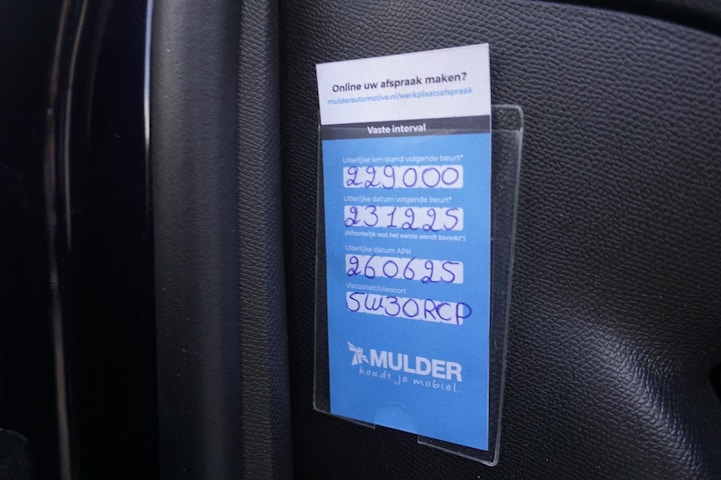 Online uw afspraak maken?
mulderautomotive.nl/werkplaatsafspraak
Vaste interval
Uiterlijke km-stand volgende beurt*
229000
Uiterlijke datum volgende beurt*
231225
(Afhankelijk wat het eerste wordt bereikt*)
Uiterlijke datum APK
260625
Viscositeit/oliesoort
5W30RCP
MULDER
houdt je mobiel.